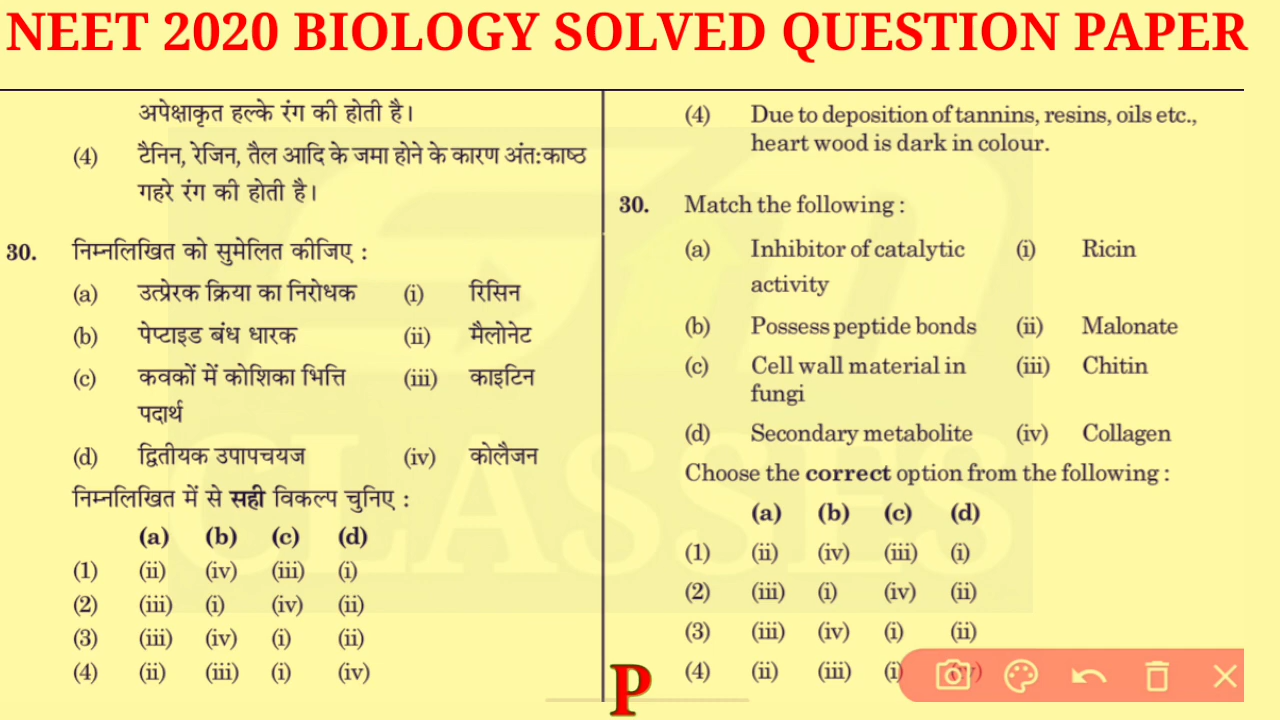 NEET 2020 BIOLOGY SOLVED QUESTION PAPER
अपेक्षाकृत हल्के रंग की होती है।
(4) टैनिन, रेजिन, तैल आदि के जमा होने के कारण अंत:काष्ठ
गहरे रंग की होती है।
30. निम्नलिखित को सुमेलित कीजिए :
(a) उत्प्रेरक क्रिया का निरोधक (i) रिसिन
(b) पेप्टाइड बंध धारक (ii) मैलोनेट
(c) कवकों में कोशिका भित्ति (iii) काइटिन
पदार्थ
(d) द्वितीयक उपापचयज (iv) कोलैजन
निम्नलिखित में से सही विकल्प चुनिए :
(a) (b) (c) (d)
(1) (ii) (iv) (iii) (i)
(2) (iii) (i) (iv) (ii)
(3) (iii) (iv) (i) (ii)
(4) (ii) (iii) (i) (iv)
(4) Due to deposition of tannins, resins, oils etc.,
heart wood is dark in colour.
30. Match the following :
(a) Inhibitor of catalytic (i) Ricin
activity
(b) Possess peptide bonds (ii) Malonate
(c) Cell wall material in (iii) Chitin
fungi
(d) Secondary metabolite (iv) Collagen
Choose the correct option from the following :
(a) (b) (c) (d)
(1) (ii) (iv) (iii) (i)
(2) (iii) (i) (iv) (ii)
(3) (iii) (iv) (i) (ii)
(4) (ii) (iii) (i) (iv)
P
CLASSES